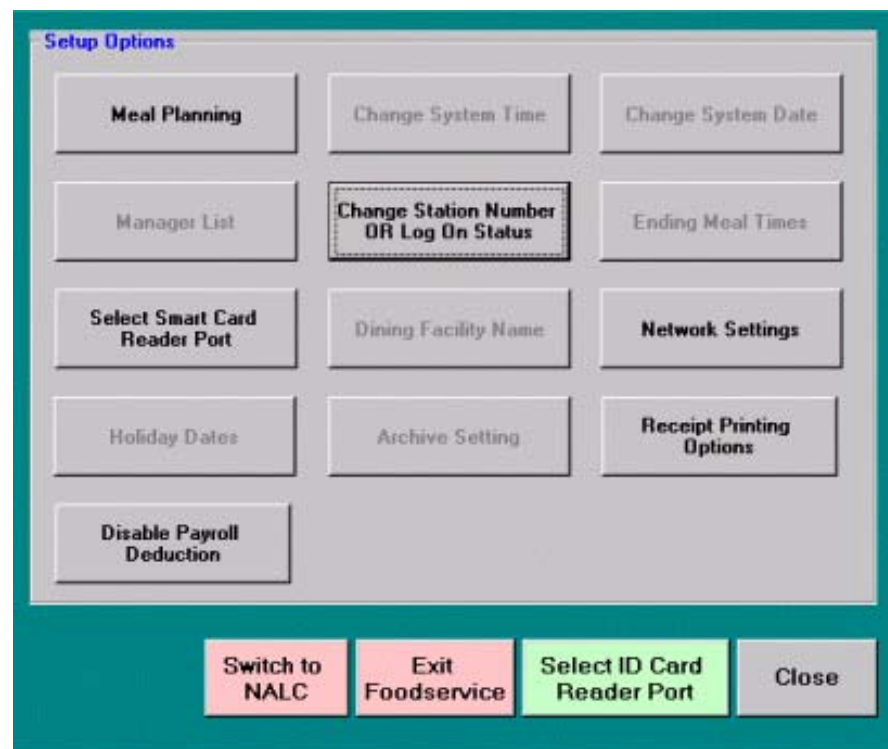 Setup Options
Meal Planning
Change System Time
Change System Date
Manager List
Change Station Number
OR Log On Status
Ending Meal Times
Select Smart Card
Reader Port
Dining Facility Name
Network Settings
Holiday Dates
Archive Setting
Receipt Printing
Options
Disable Payroll
Deduction
Switch to
NALC
Exit
Foodservice
Select ID Card
Reader Port
Close